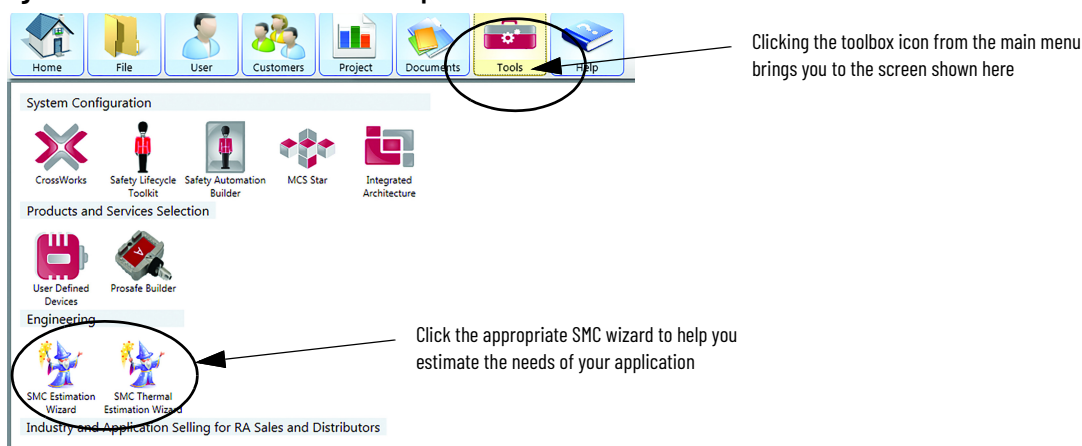 Home File User Customers Project Documents Tools Help
Clicking the toolbox icon from the main menu
brings you to the screen shown here
System Configuration
CrossWorks Safety Lifecycle Safety Automation MCS Star Integrated
Toolkit Builder Architecture
Products and Services Selection
User Defined Prosafe Builder
Devices
Engineering
Click the appropriate SMC wizard to help you
estimate the needs of your application
SMC Estimation SMC Thermal
Wizard Estimation Wizard
Industry and Application Selling for RA Sales and Distributors